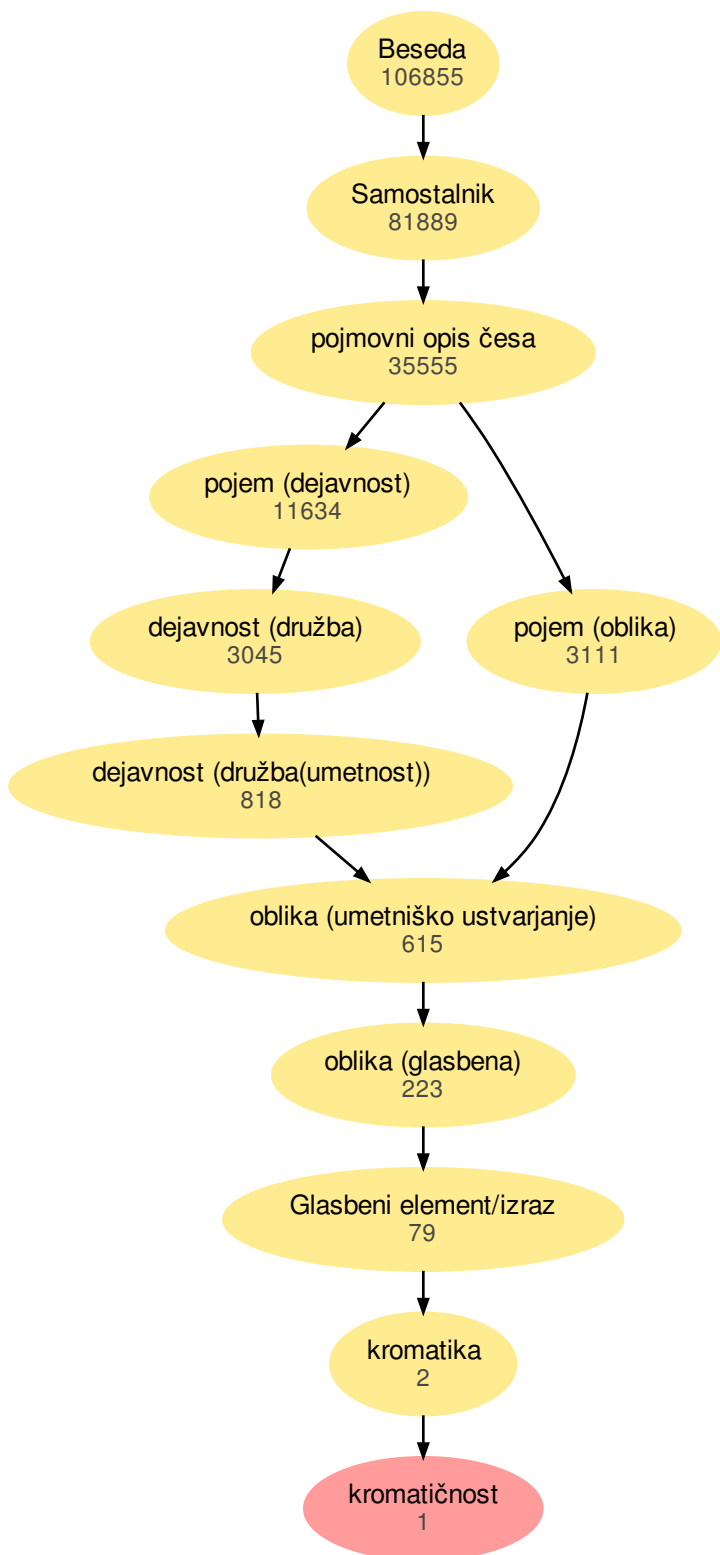 Beseda
106855
Samostalnik
81889
pojmovni opis česa
35555
pojem (dejavnost)
11634
dejavnost (družba)
3045
pojem (oblika)
3111
dejavnost (družba(umetnost))
818
oblika (umetniško ustvarjanje)
615
oblika (glasbena)
223
Glasbeni element/izraz
79
kromatika
2
kromatičnost
1